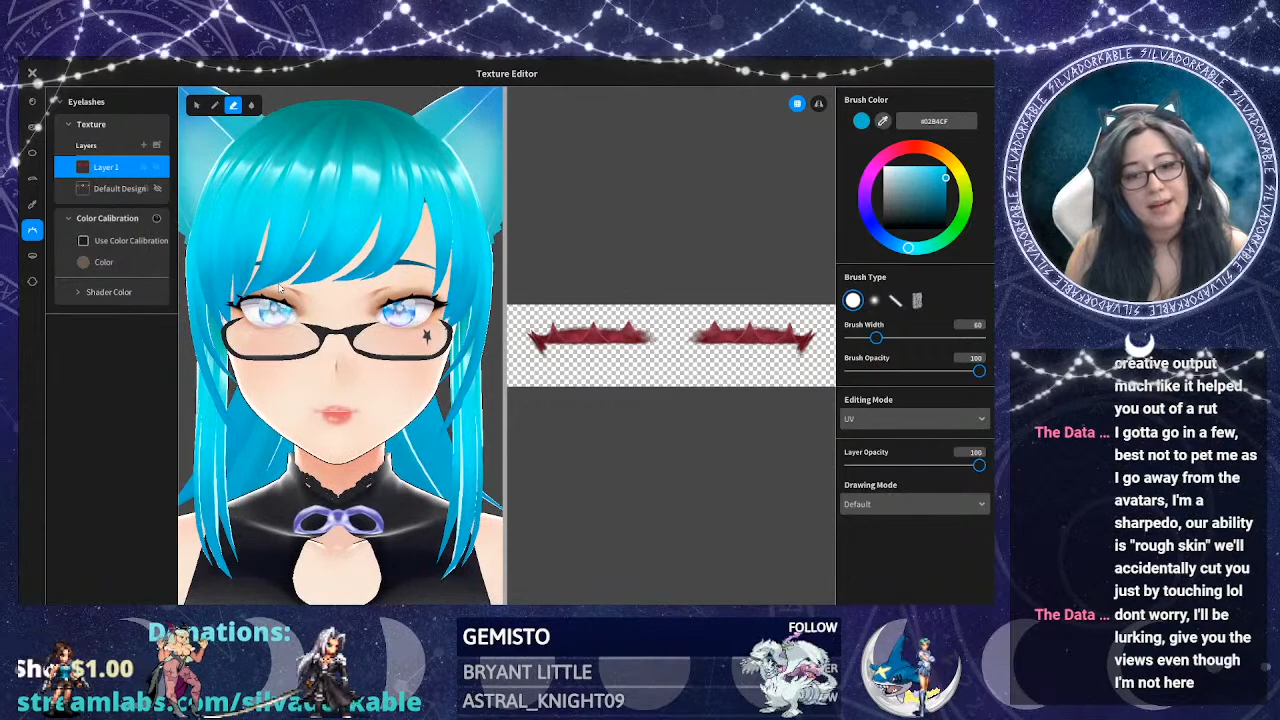 Texture Editor
Eyelashes
Texture
Layers
Layer 1
Default Design
Color Calibration
Use Color Calibration
Color
Shader Color
Brush Color
#02B4CF
Brush Type
Brush Width
60
Brush Opacity
100
Editing Mode
UV
Layer Opacity
100
Drawing Mode
Default
SILVADORKABLE SILVADORKABLE SILVADORKABLE
creative output
much like it helped
you out of a rut
The Data ... I gotta go in a few,
best not to pet me as
I go away from the
avatars, I'm a
sharpedo, our ability
is "rough skin" we'll
accidentally cut you
just by touching lol
The Data ... dont worry, I'll be
lurking, give you the
views even though
I'm not here
$1.00
GEMISTO
BRYANT LITTLE
ASTRAL_KNIGHT09
FOLLOW